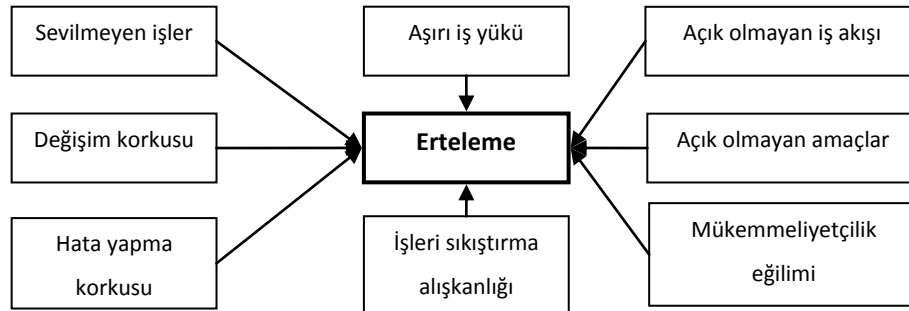 Sevilmeyen işler
Aşırı iş yükü
Açık olmayan iş akışı
Değişim korkusu
Erteleme
Açık olmayan amaçlar
Hata yapma
korkusu
İşleri sıkıştırma
alışkanlığı
Mükemmeliyetçilik
eğilimi